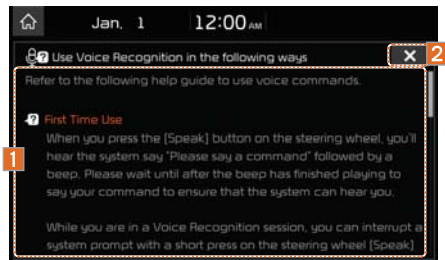 Jan. 1 12:00 AM
Use Voice Recognition in the following ways
2
Refer to the following help guide to use voice commands.
First Time Use
When you press the [Speak] button on the steering wheel, you'll
hear the system say "Please say a command" followed by a
beep. Please wait until after the beep has finished playing to
say your command to ensure that the system can hear you.
1
While you are in a Voice Recognition session, you can interrupt a
system prompt with a short press on the steering wheel [Speak]